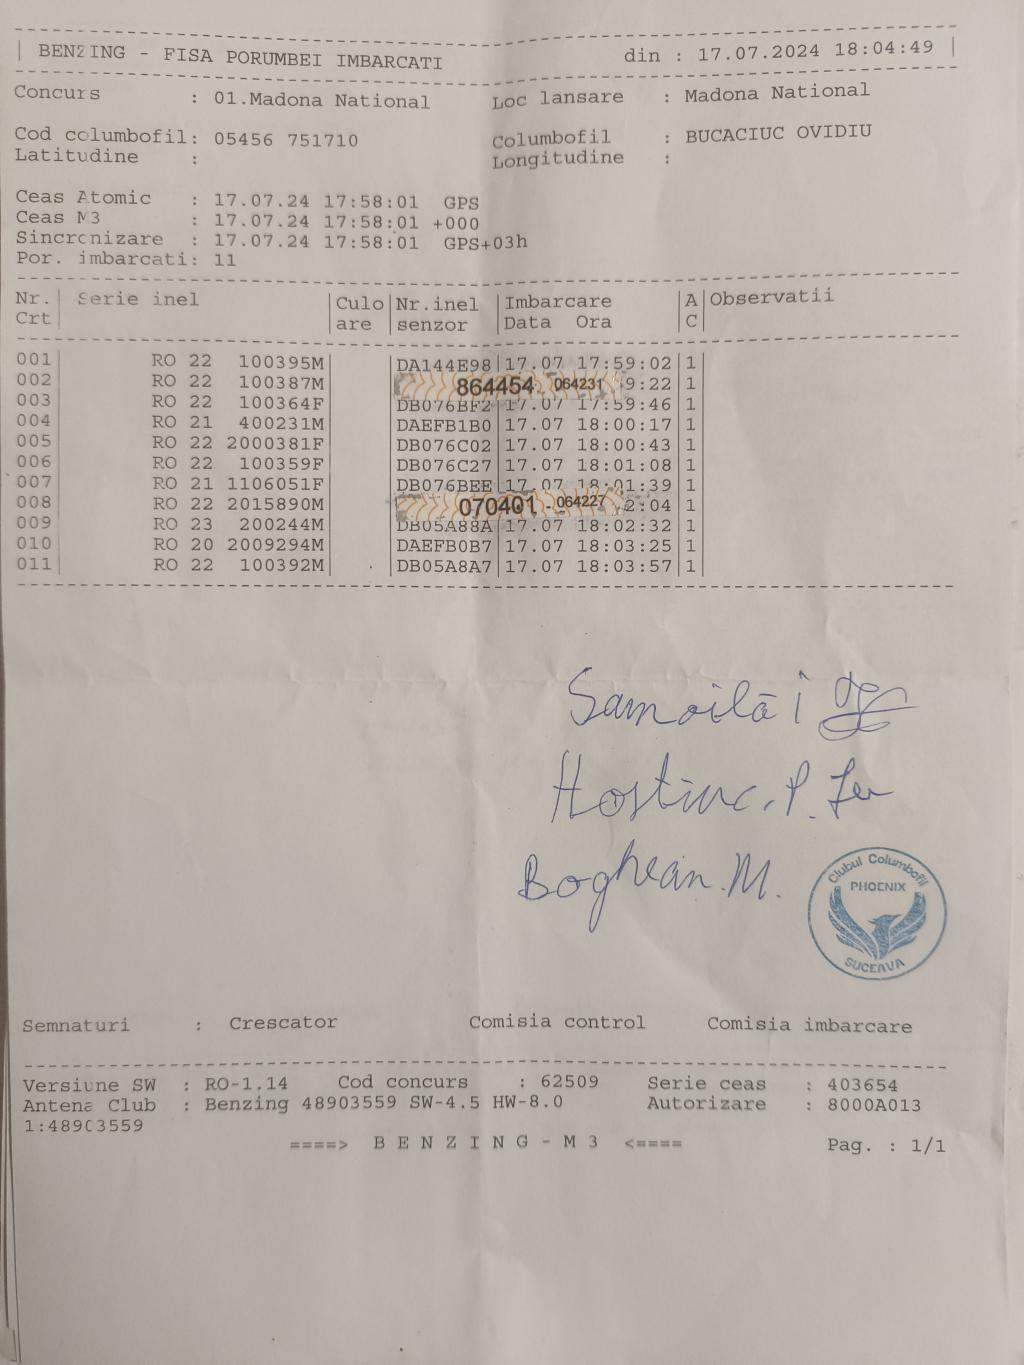 BENZING - FISA PORUMBEI IMBARCATI din : 17.07.2024 18:04:49
Concurs : 01.Madona National Loc lansare : Madona National
Cod columbofil: 05456 751710 Columbofil : BUCACIUC OVIDIU
Latitudine : Longitudine :
Ceas Atomic : 17.07.24 17:58:01 GPS
Ceas M3 : 17.07.24 17:58:01 +000
Sincronizare : 17.07.24 17:58:01 GPS+03h
Por. imbarcati: 11
Nr. Serie inel Culo Nr.inel Imbarcare A Observatii
Crt are senzor Data Ora C
001 RO 22 100395M DA144E98 17.07 17:59:02 1
002 RO 22 100387M 864454 064231 9:22 1
003 RO 22 100364F DB076BF2 17.07 17:59:46 1
004 RO 21 400231M DAEFB1B0 17.07 18:00:17 1
005 RO 22 2000381F DB076C02 17.07 18:00:43 1
006 RO 22 100359F DB076C27 17.07 18:01:08 1
007 RO 21 1106051F DB076BEE 17.07 18:01:39 1
008 RO 22 2015890M 070401 064227 2:04 1
009 RO 23 200244M DB05A88A 17.07 18:02:32 1
010 RO 20 2009294M DAEFB0B7 17.07 18:03:25 1
011 RO 22 100392M DB05A8A7 17.07 18:03:57 1
Samoilă I
Hostiuc. P.
Boghean. M.
Clubul Columbofil
PHOENIX
SUCEAVA
Semnaturi : Crescator Comisia control Comisia imbarcare
Versiune SW : RO-1.14 Cod concurs : 62509 Serie ceas : 403654
Antena Club : Benzing 48903559 SW-4.5 HW-8.0 Autorizare : 8000A013
1:48903559
====> B E N Z I N G - M 3 <==== Pag. : 1/1